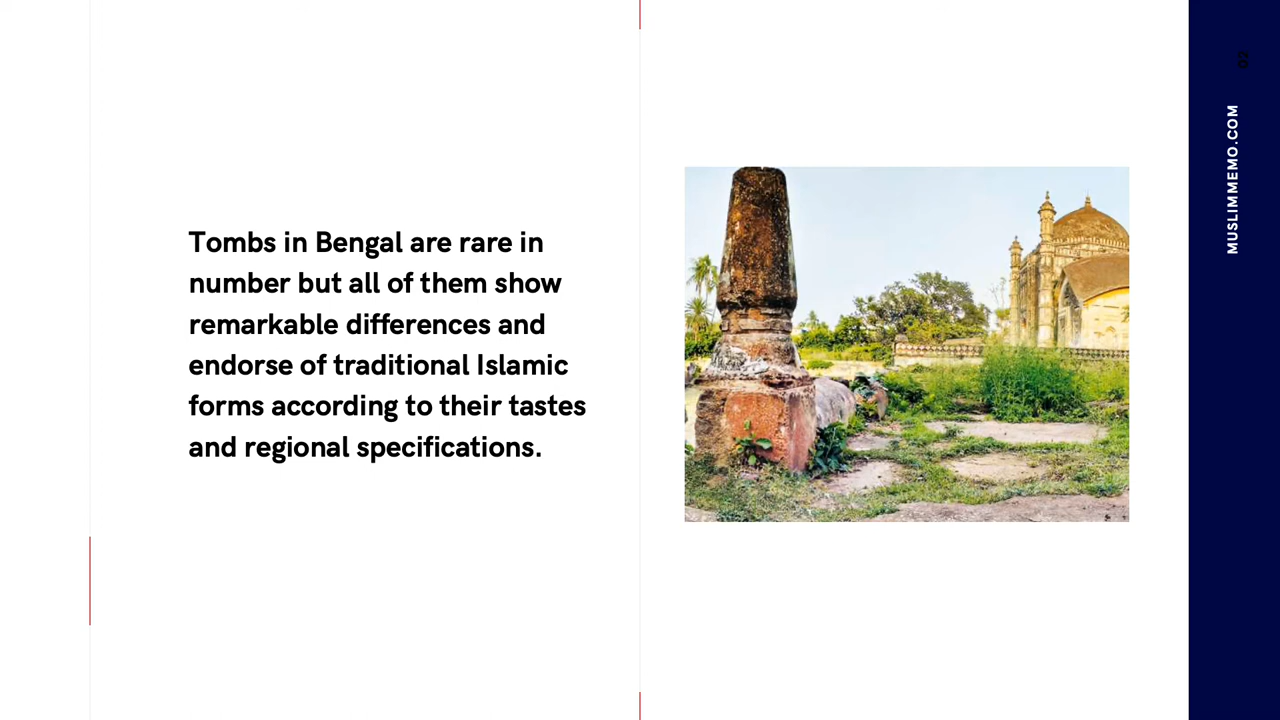 Tombs in Bengal are rare in
number but all of them show
remarkable differences and
endorse of traditional Islamic
forms according to their tastes
and regional specifications.
02
MUSLIMMEMO.COM